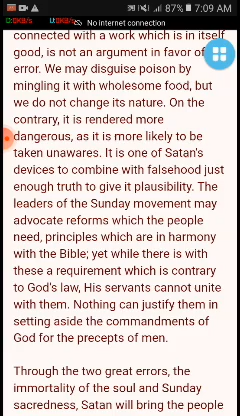 87% 7:09 AM
D:0KB/s U:0KB/s No internet connection
connected with a work which is in itself
good, is not an argument in favor of
error. We may disguise poison by
mingling it with wholesome food, but
we do not change its nature. On the
contrary, it is rendered more
dangerous, as it is more likely to be
taken unawares. It is one of Satan's
devices to combine with falsehood just
enough truth to give it plausibility. The
leaders of the Sunday movement may
advocate reforms which the people
need, principles which are in harmony
with the Bible; yet while there is with
these a requirement which is contrary
to God's law, His servants cannot unite
with them. Nothing can justify them in
setting aside the commandments of
God for the precepts of men.
Through the two great errors, the
immortality of the soul and Sunday
sacredness, Satan will bring the people